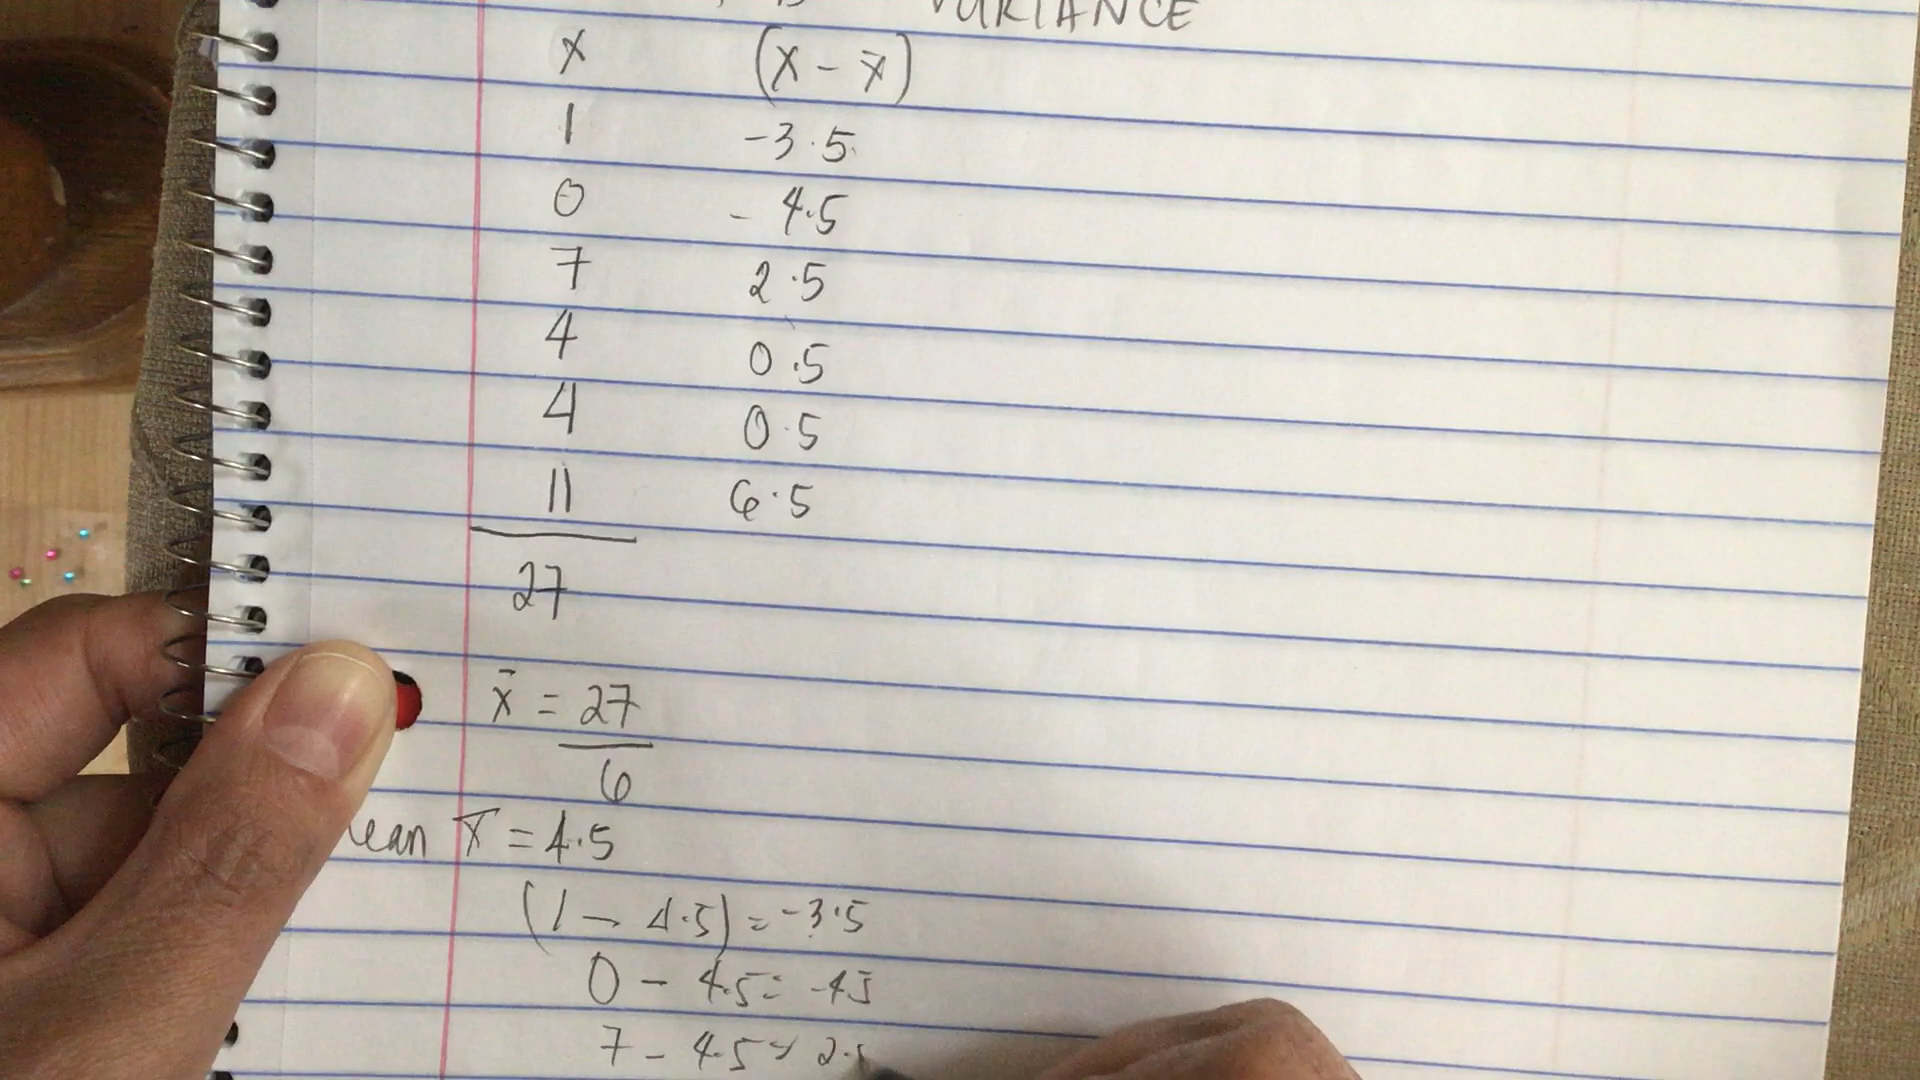 VARIANCE
x (x - x̄)
1 -3.5
0 - 4.5
7 2.5
4 0.5
4 0.5
11 6.5
27
x̄ = 27
6
x̄ = 4.5
(1 - 4.5) = -3.5
0 - 4.5 = -4.5
7 - 4.5 =